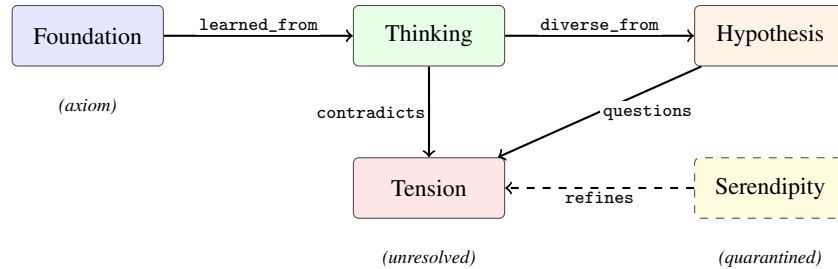 Foundation
learned_from
Thinking
diverse_from
Hypothesis
(axiom)
contradicts
questions
Tension
refines
Serendipity
(unresolved)
(quarantined)